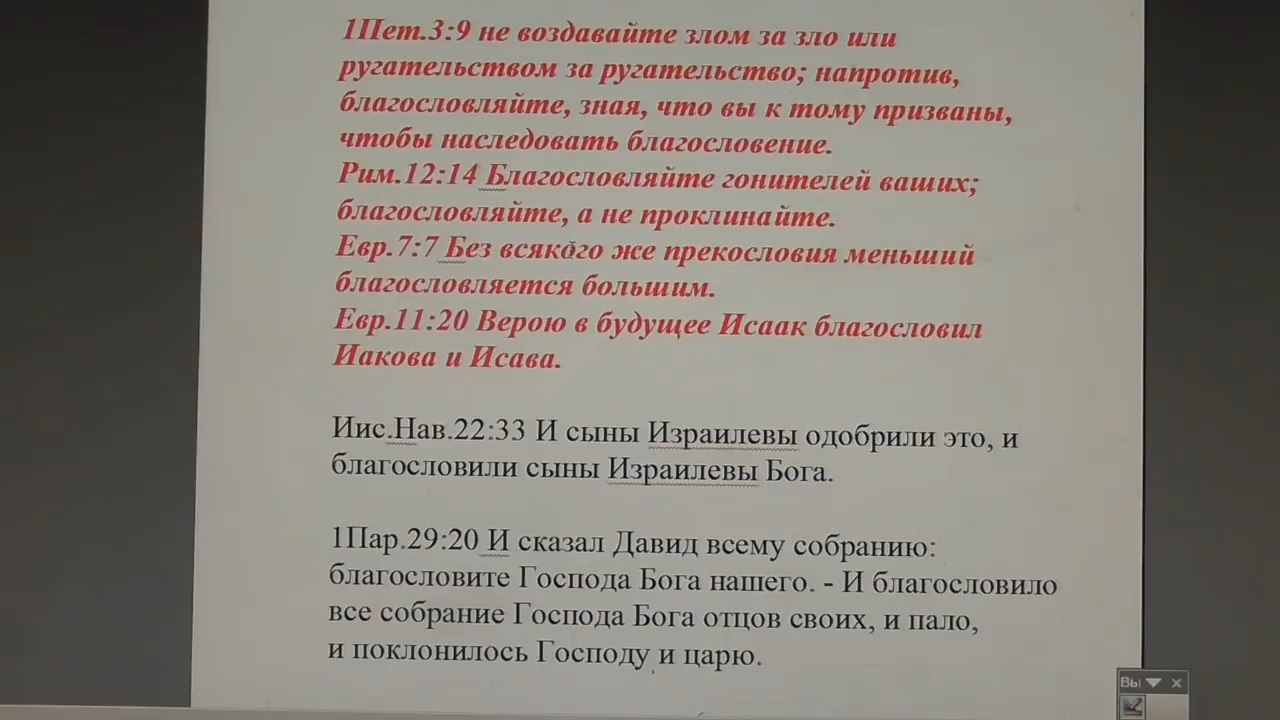 1Пет.3:9 не воздавайте злом за зло или
ругательством за ругательство; напротив,
благословляйте, зная, что вы к тому призваны,
чтобы наследовать благословение.
Рим.12:14 Благословляйте гонителей ваших;
благословляйте, а не проклинайте.
Евр.7:7 Без всякого же прекословия меньший
благословляется большим.
Евр.11:20 Верою в будущее Исаак благословил
Иакова и Исава.
Иис.Нав.22:33 И сыны Израилевы одобрили это, и
благословили сыны Израилевы Бога.
1Пар.29:20 И сказал Давид всему собранию:
благословите Господа Бога нашего. - И благословило
все собрание Господа Бога отцов своих, и пало,
и поклонилось Господу и царю.
Вы